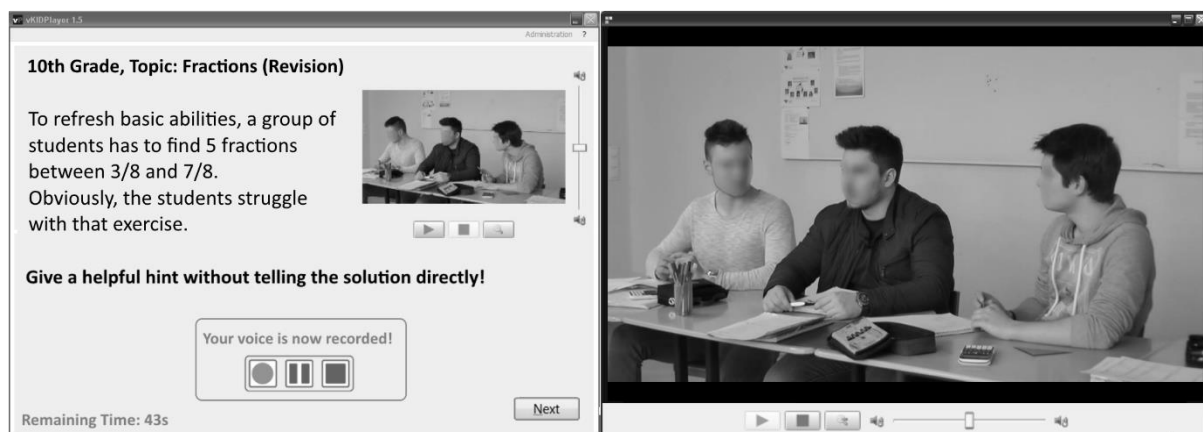 vKIDPlayer 1.5
Administration ?
10th Grade, Topic: Fractions (Revision)
To refresh basic abilities, a group of
students has to find 5 fractions
between 3/8 and 7/8.
Obviously, the students struggle
with that exercise.
Give a helpful hint without telling the solution directly!
Your voice is now recorded!
Next
Remaining Time: 43s